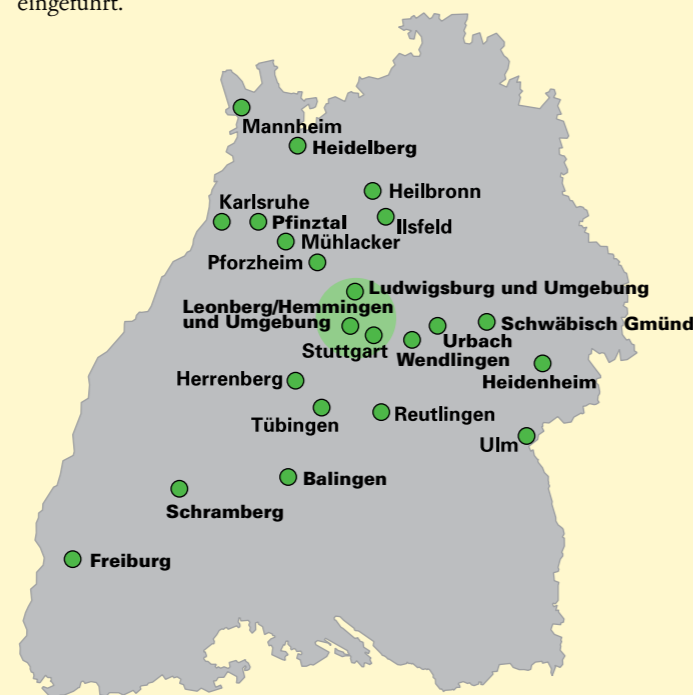 eingeführt.
Mannheim
Heidelberg
Heilbronn
Karlsruhe
Pfinztal
Ilsfeld
Mühlacker
Pforzheim
Ludwigsburg und Umgebung
Leonberg/Hemmingen
und Umgebung
Schwäbisch Gmünd
Urbach
Stuttgart
Wendlingen
Herrenberg
Heidenheim
Reutlingen
Tübingen
Ulm
Balingen
Schramberg
Freiburg